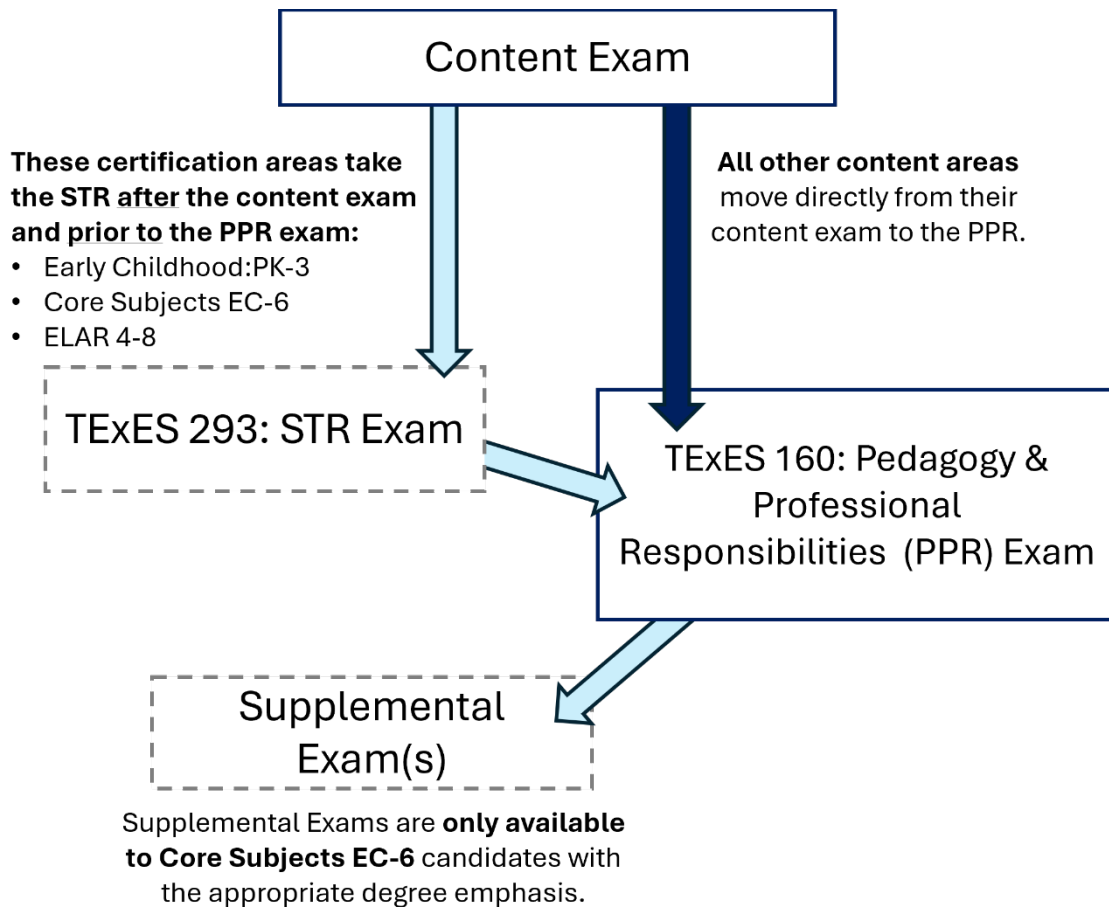 Content Exam
These certification areas take
the STR after the content exam
and prior to the PPR exam:
• Early Childhood:PK-3
• Core Subjects EC-6
• ELAR 4-8
All other content areas
move directly from their
content exam to the PPR.
TExES 293: STR Exam
TExES 160: Pedagogy &
Professional
Responsibilities (PPR) Exam
Supplemental
Exam(s)
Supplemental Exams are only available
to Core Subjects EC-6 candidates with
the appropriate degree emphasis.